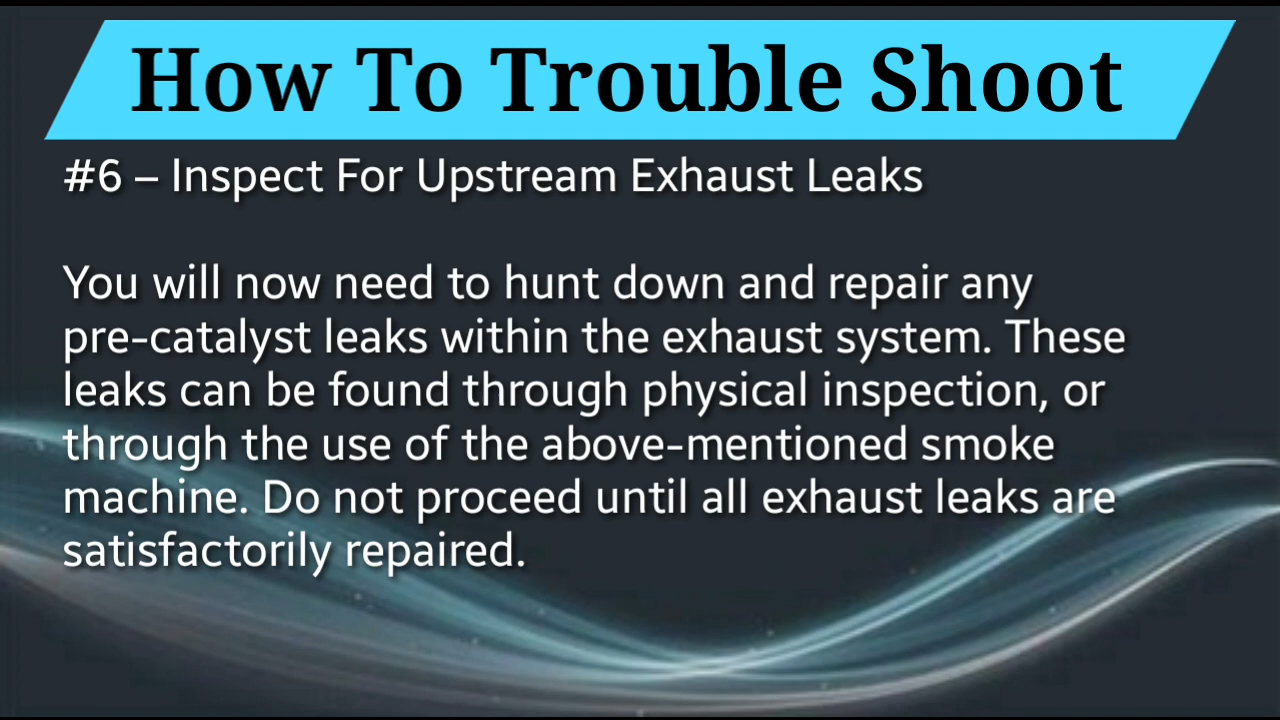 How To Trouble Shoot
#6 – Inspect For Upstream Exhaust Leaks
You will now need to hunt down and repair any
pre-catalyst leaks within the exhaust system. These
leaks can be found through physical inspection, or
through the use of the above-mentioned smoke
machine. Do not proceed until all exhaust leaks are
satisfactorily repaired.